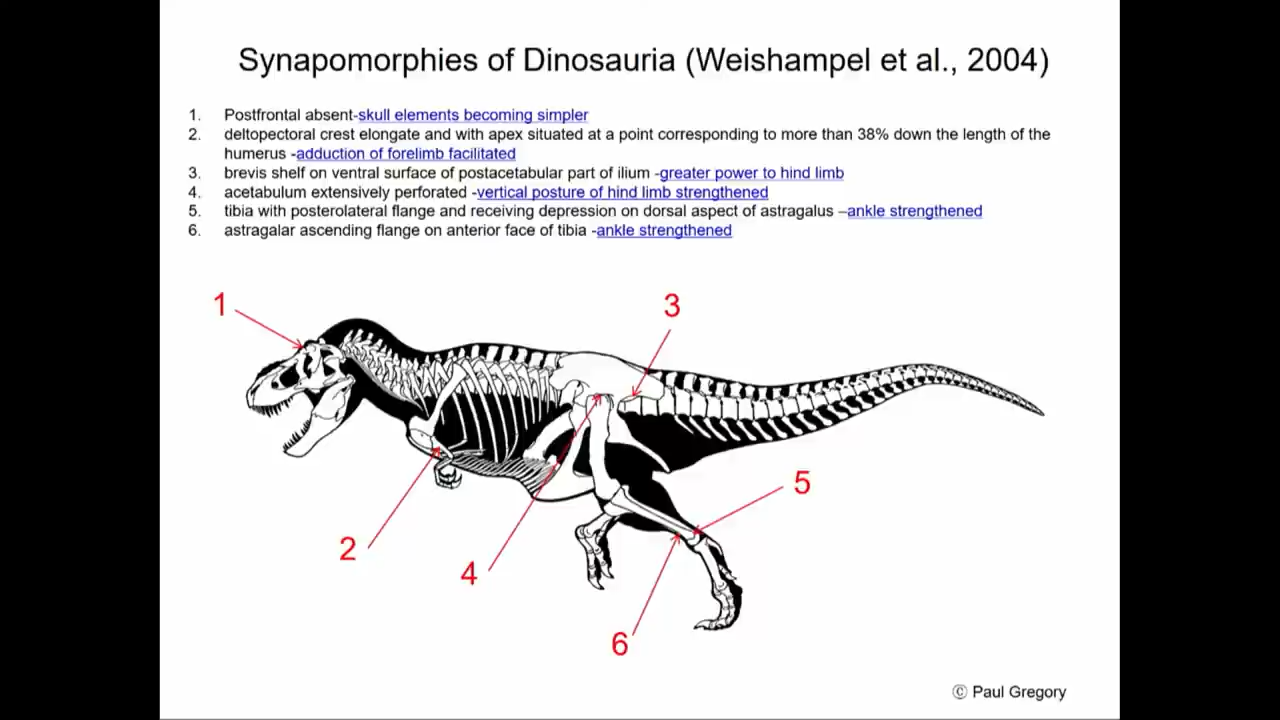 Synapomorphies of Dinosauria (Weishampel et al., 2004)
1. Postfrontal absent-skull elements becoming simpler
2. deltopectoral crest elongate and with apex situated at a point corresponding to more than 38% down the length of the
humerus -adduction of forelimb facilitated
3. brevis shelf on ventral surface of postacetabular part of ilium -greater power to hind limb
4. acetabulum extensively perforated -vertical posture of hind limb strengthened
5. tibia with posterolateral flange and receiving depression on dorsal aspect of astragalus –ankle strengthened
6. astragalar ascending flange on anterior face of tibia -ankle strengthened
1
3
5
2
4
6
© Paul Gregory